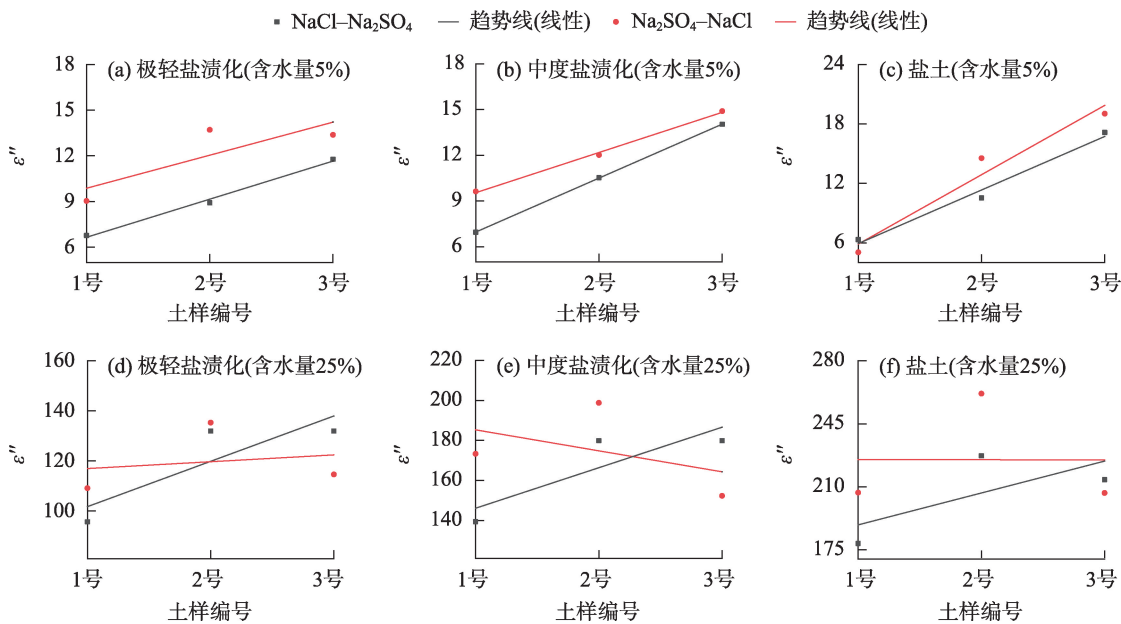 NaCl–Na₂SO₄ 趋势线(线性) Na₂SO₄–NaCl 趋势线(线性)
(a) 极轻盐渍化(含水量5%)
18
15
12
9
6
ε″
1号 2号 3号
土样编号
(b) 中度盐渍化(含水量5%)
18
15
12
9
6
ε″
1号 2号 3号
土样编号
(c) 盐土(含水量5%)
24
18
12
6
ε″
1号 2号 3号
土样编号
(d) 极轻盐渍化(含水量25%)
160
140
120
100
ε″
1号 2号 3号
土样编号
(e) 中度盐渍化(含水量25%)
220
200
180
160
140
ε″
1号 2号 3号
土样编号
(f) 盐土(含水量25%)
280
245
210
175
ε″
1号 2号 3号
土样编号